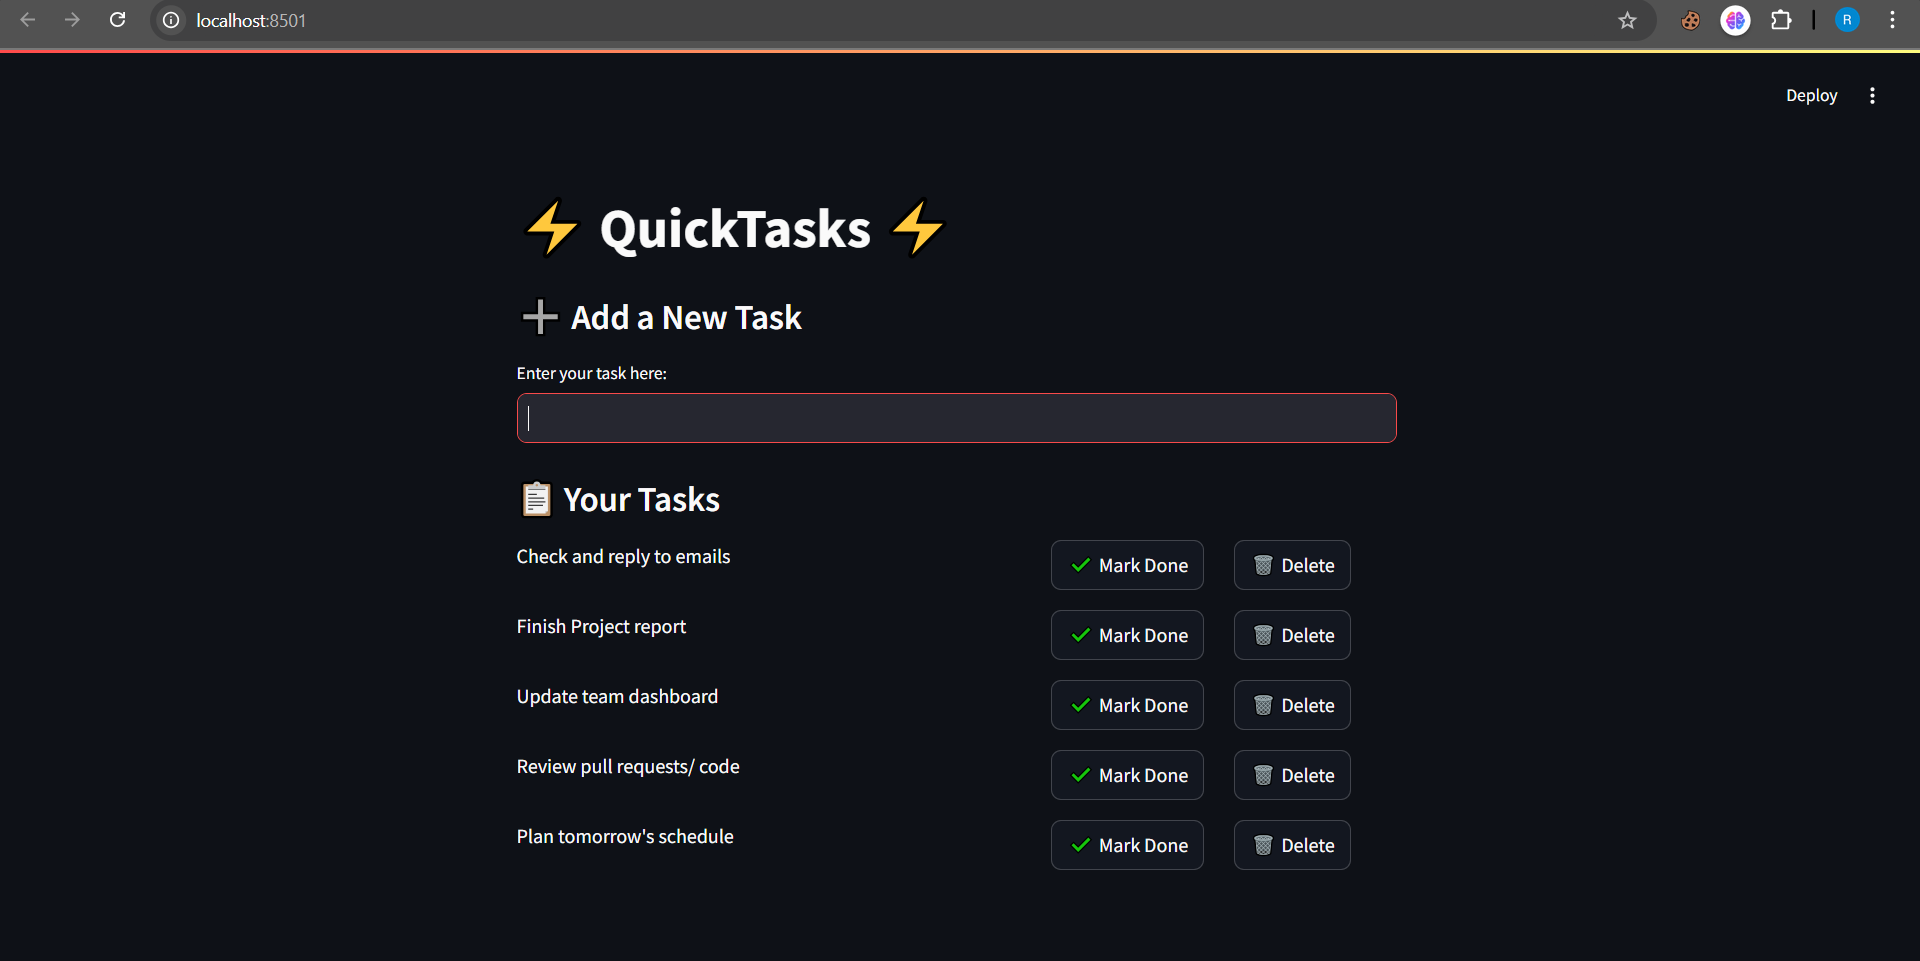 localhost:8501
R
Deploy
⚡ QuickTasks ⚡
➕ Add a New Task
Enter your task here:
📋 Your Tasks
Check and reply to emails ✔ Mark Done 🗑 Delete
Finish Project report ✔ Mark Done 🗑 Delete
Update team dashboard ✔ Mark Done 🗑 Delete
Review pull requests/ code ✔ Mark Done 🗑 Delete
Plan tomorrow's schedule ✔ Mark Done 🗑 Delete